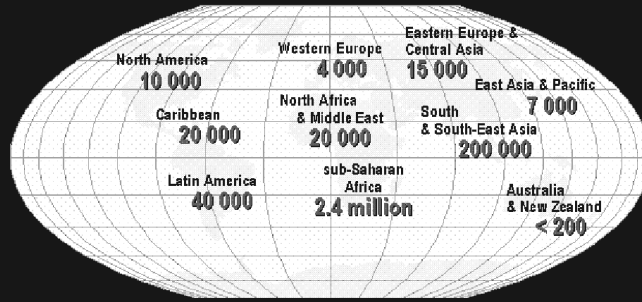 North America
10 000
Western Europe
4 000
Eastern Europe &
Central Asia
15 000
Caribbean
20 000
North Africa
& Middle East
20 000
East Asia & Pacific
7 000
South
& South-East Asia
200 000
Latin America
40 000
sub-Saharan
Africa
2.4 million
Australia
& New Zealand
< 200